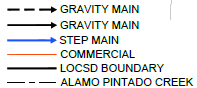 GRAVITY MAIN
GRAVITY MAIN
STEP MAIN
COMMERCIAL
LOCSD BOUNDARY
ALAMO PINTADO CREEK